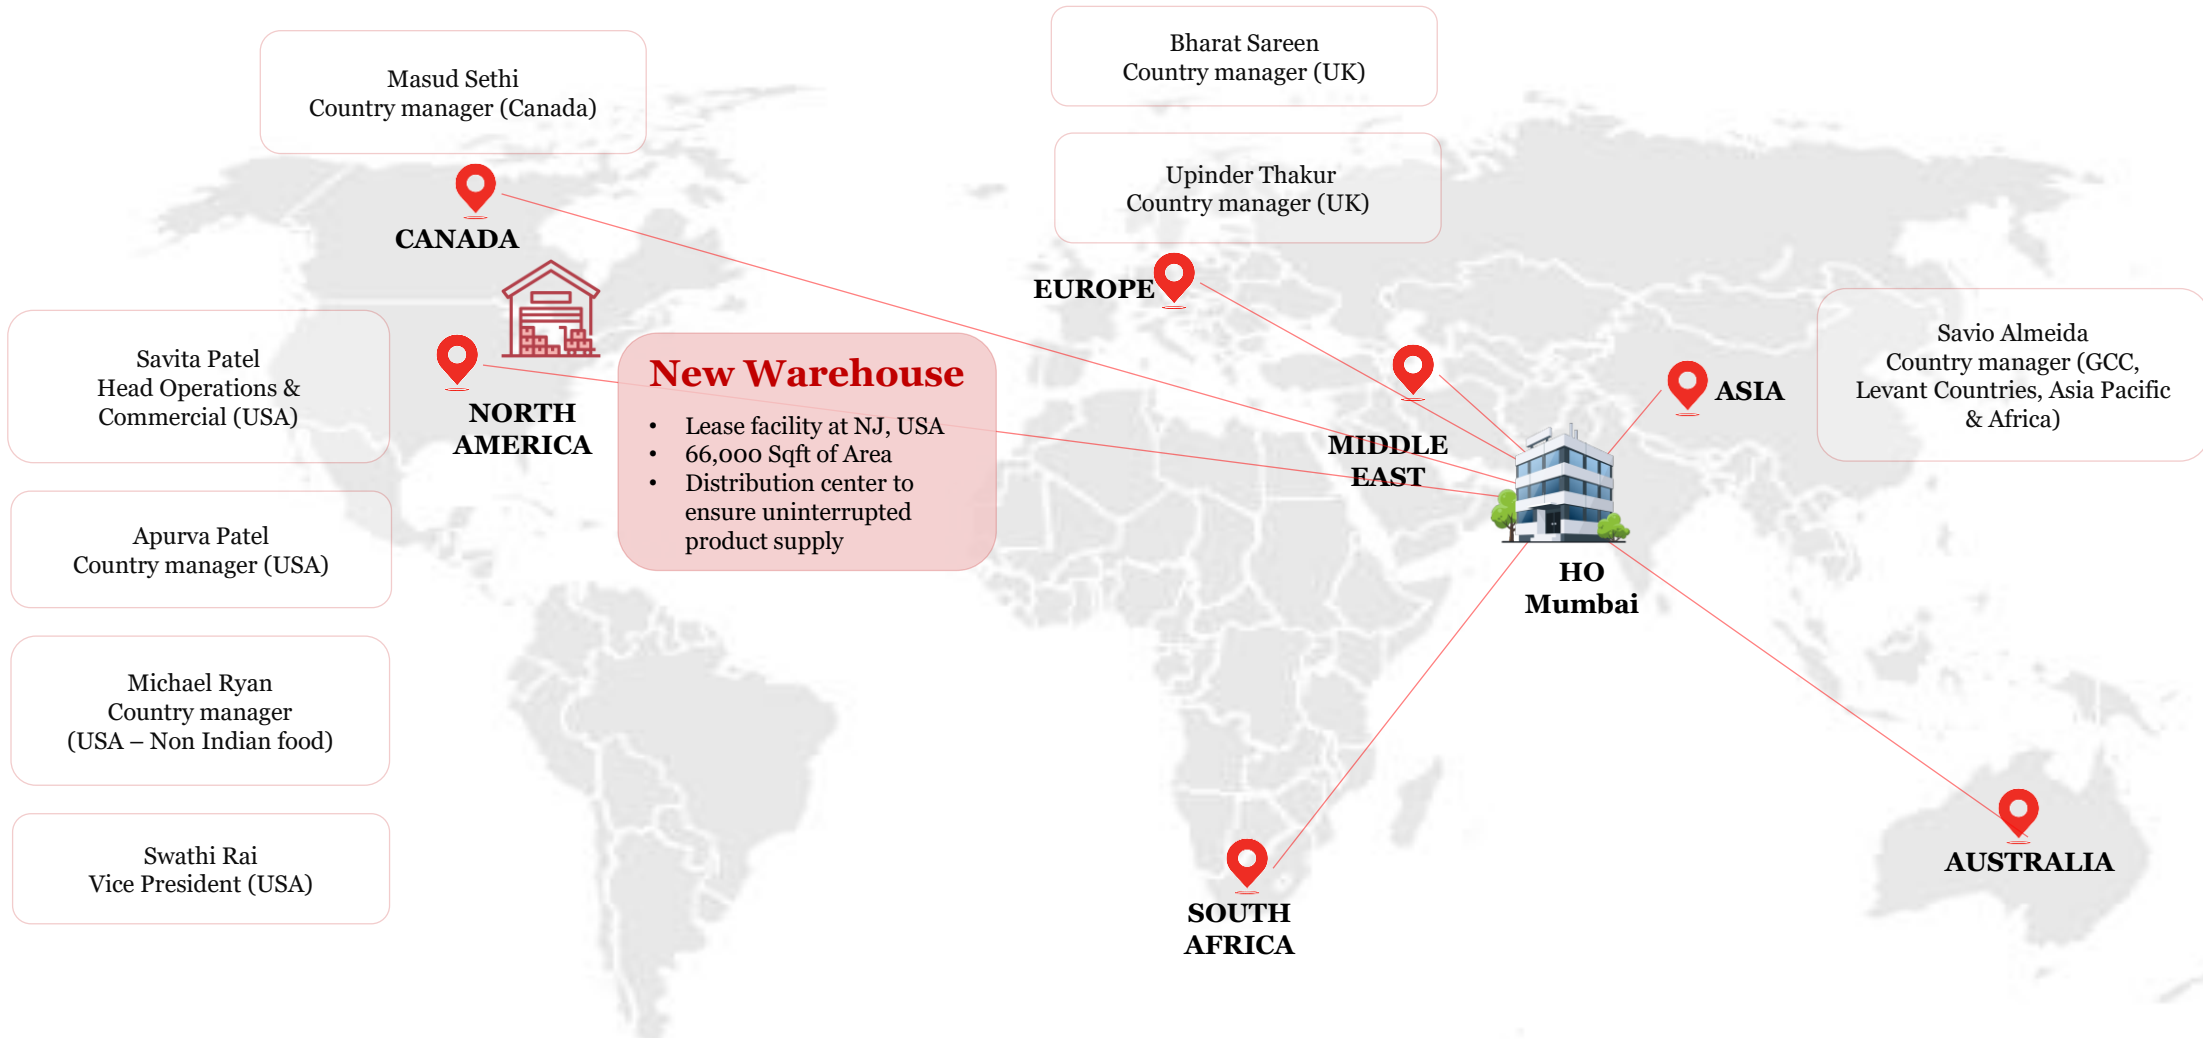 Masud Sethi
Country manager (Canada)
Bharat Sareen
Country manager (UK)
Upinder Thakur
Country manager (UK)
CANADA
EUROPE
Savita Patel
Head Operations &
Commercial (USA)
NORTH
AMERICA
New Warehouse
• Lease facility at NJ, USA
• 66,000 Sqft of Area
• Distribution center to
ensure uninterrupted
product supply
MIDDLE
EAST
ASIA
Savio Almeida
Country manager (GCC,
Levant Countries, Asia Pacific
& Africa)
Apurva Patel
Country manager (USA)
HO
Mumbai
Michael Ryan
Country manager
(USA – Non Indian food)
Swathi Rai
Vice President (USA)
SOUTH
AFRICA
AUSTRALIA